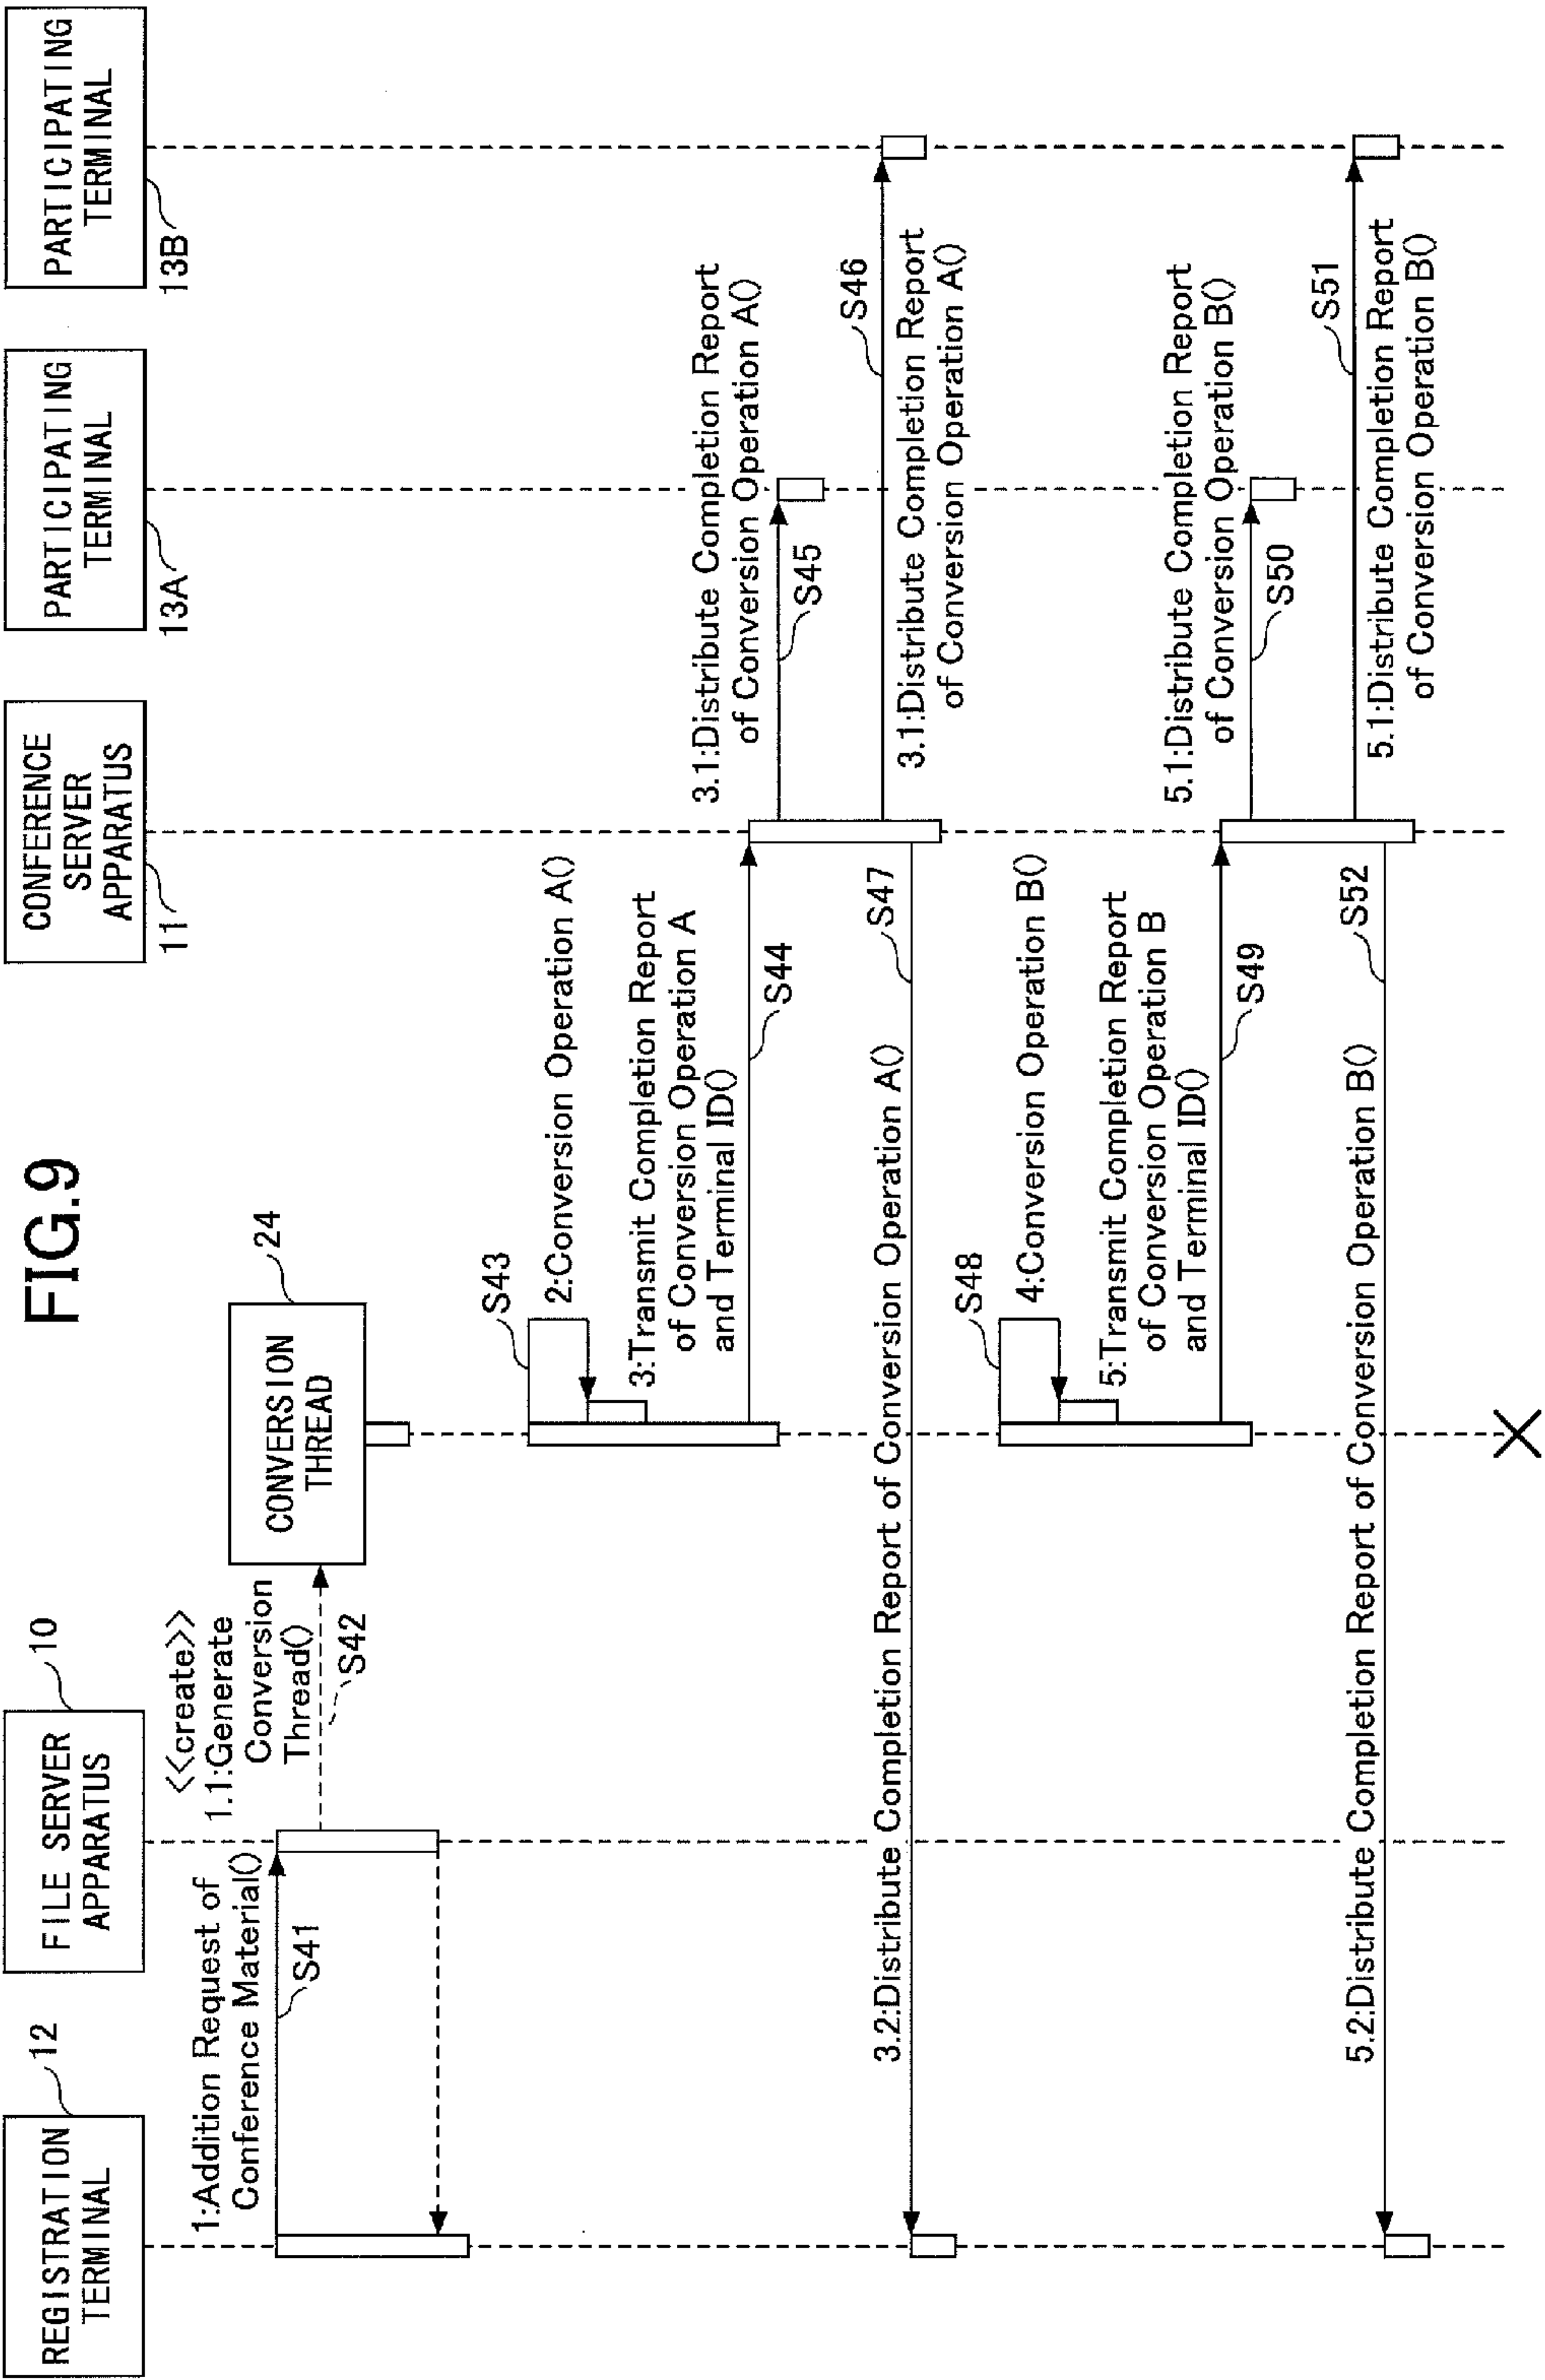 FIG.9
REGISTRATION
TERMINAL
12
FILE SERVER
APPARATUS
10
CONVERSION
THREAD
24
CONFERENCE
SERVER
APPARATUS
11
PARTICIPATING
TERMINAL
13A
PARTICIPATING
TERMINAL
13B
1:Addition Request of
Conference Material()
S41
<<create>>
1.1:Generate
Conversion
Thread()
S42
S43
2:Conversion Operation A()
3:Transmit Completion Report
of Conversion Operation A
and Terminal ID()
S44
3.1:Distribute Completion Report
of Conversion Operation A()
S45
S46
3.1:Distribute Completion Report
of Conversion Operation A()
S47
3.2:Distribute Completion Report of Conversion Operation A()
S48
4:Conversion Operation B()
5:Transmit Completion Report
of Conversion Operation B
and Terminal ID()
S49
5.1:Distribute Completion Report
of Conversion Operation B()
S50
S51
5.1:Distribute Completion Report
of Conversion Operation B()
S52
5.2:Distribute Completion Report of Conversion Operation B()